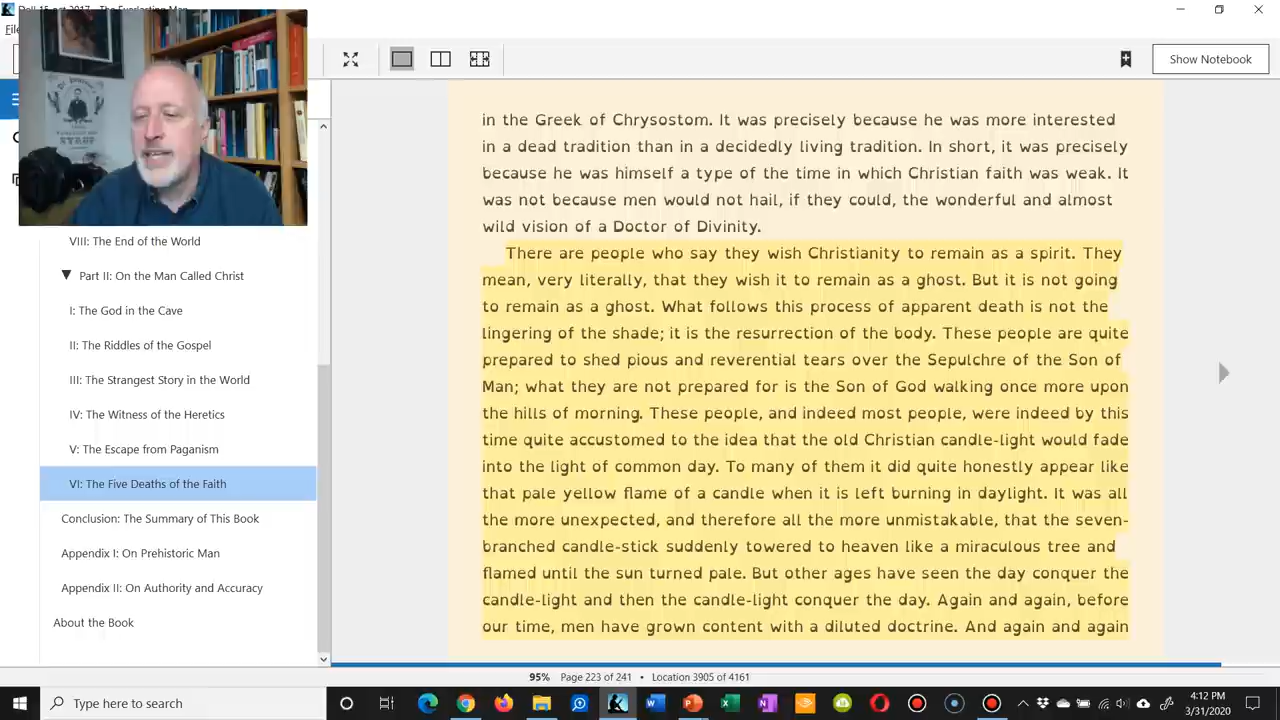 The Everlasting Man
Show Notebook
VIII: The End of the World
Part II: On the Man Called Christ
I: The God in the Cave
II: The Riddles of the Gospel
III: The Strangest Story in the World
IV: The Witness of the Heretics
V: The Escape from Paganism
VI: The Five Deaths of the Faith
Conclusion: The Summary of This Book
Appendix I: On Prehistoric Man
Appendix II: On Authority and Accuracy
About the Book
in the Greek of Chrysostom. It was precisely because he was more interested
in a dead tradition than in a decidedly living tradition. In short, it was precisely
because he was himself a type of the time in which Christian faith was weak. It
was not because men would not hail, if they could, the wonderful and almost
wild vision of a Doctor of Divinity.
There are people who say they wish Christianity to remain as a spirit. They
mean, very literally, that they wish it to remain as a ghost. But it is not going
to remain as a ghost. What follows this process of apparent death is not the
lingering of the shade; it is the resurrection of the body. These people are quite
prepared to shed pious and reverential tears over the Sepulchre of the Son of
Man; what they are not prepared for is the Son of God walking once more upon
the hills of morning. These people, and indeed most people, were indeed by this
time quite accustomed to the idea that the old Christian candle-light would fade
into the light of common day. To many of them it did quite honestly appear like
that pale yellow flame of a candle when it is left burning in daylight. It was all
the more unexpected, and therefore all the more unmistakable, that the seven-
branched candle-stick suddenly towered to heaven like a miraculous tree and
flamed until the sun turned pale. But other ages have seen the day conquer the
candle-light and then the candle-light conquer the day. Again and again, before
our time, men have grown content with a diluted doctrine. And again and again
95% Page 223 of 241 • Location 3905 of 4161
Type here to search
4:12 PM
3/31/2020